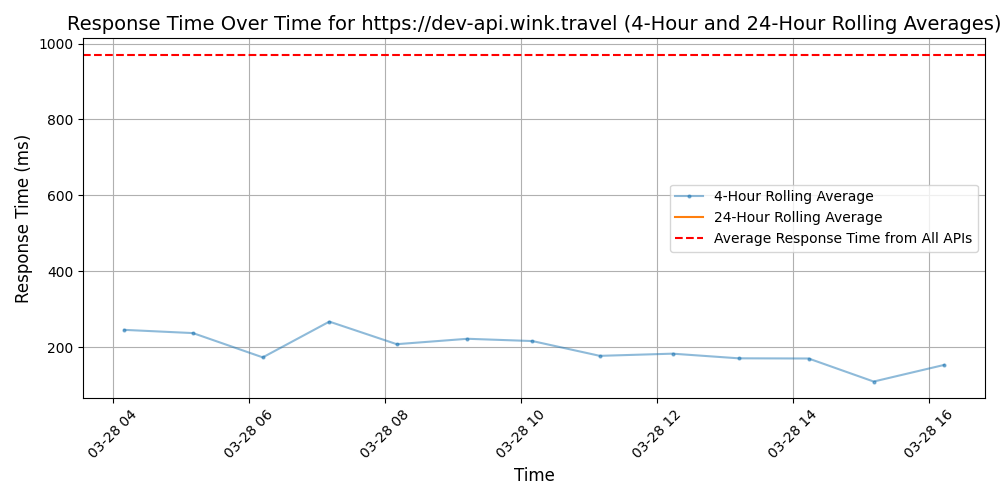 Response Time Over Time for https://dev-api.wink.travel (4-Hour and 24-Hour Rolling Averages)
Response Time (ms)
1000
800
600
400
200
4-Hour Rolling Average
24-Hour Rolling Average
Average Response Time from All APIs
03-28 04
03-28 06
03-28 08
03-28 10
03-28 12
03-28 14
03-28 16
Time